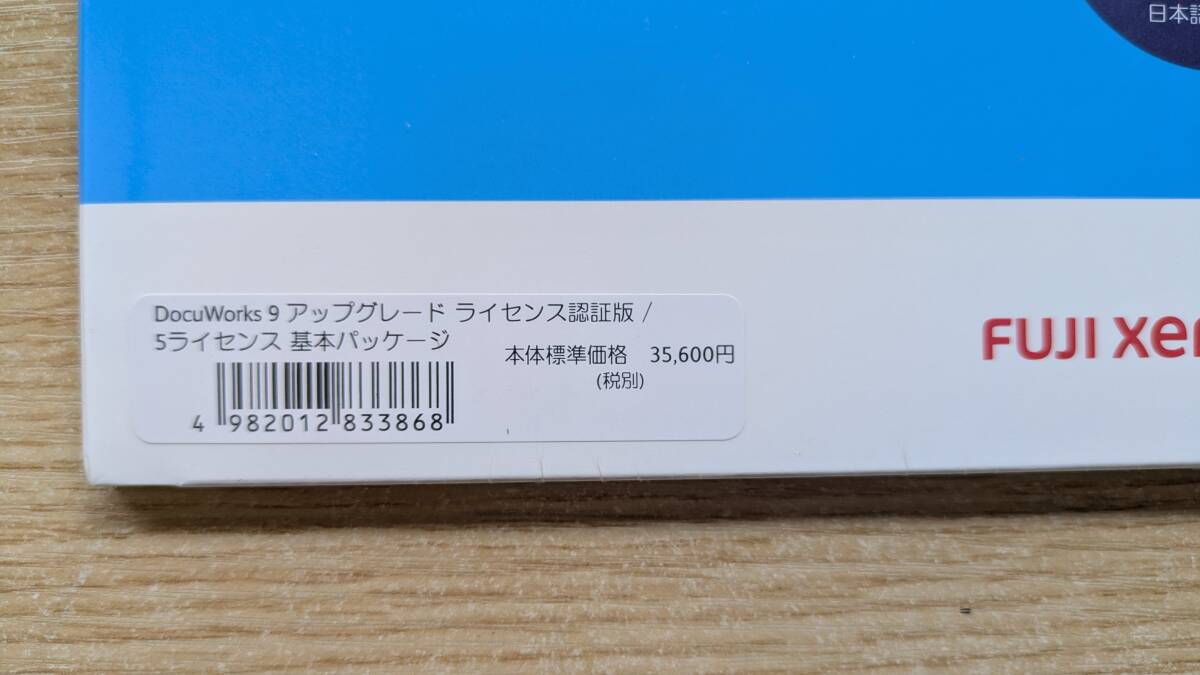 日本語
DocuWorks 9 アップグレード ライセンス認証版 /
5ライセンス 基本パッケージ
本体標準価格 35,600円
(税別)
4 982012 833868
FUJI xer